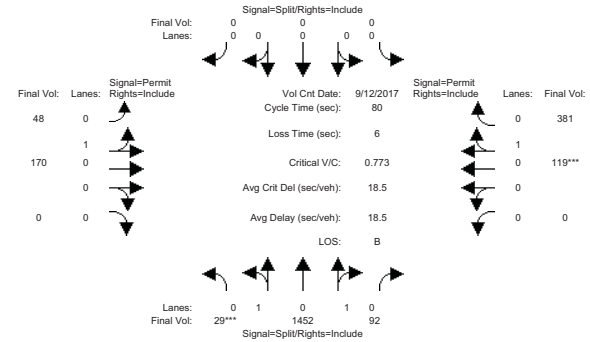 Signal=Split/Rights=Include
Final Vol: 0 0 0
Lanes: 0 0 0 0 0
Signal=Permit
Final Vol: Lanes: Rights=Include
Vol Cnt Date: 9/12/2017
Signal=Permit
Rights=Include Lanes: Final Vol:
Cycle Time (sec): 80
48 0
0 381
Loss Time (sec): 6
1
1
170 0
Critical V/C: 0.773
0 119***
0
Avg Crit Del (sec/veh): 18.5
0
0 0
Avg Delay (sec/veh): 18.5
0 0
LOS: B
Lanes: 0 1 0 1 0
Final Vol: 29*** 1452 92
Signal=Split/Rights=Include